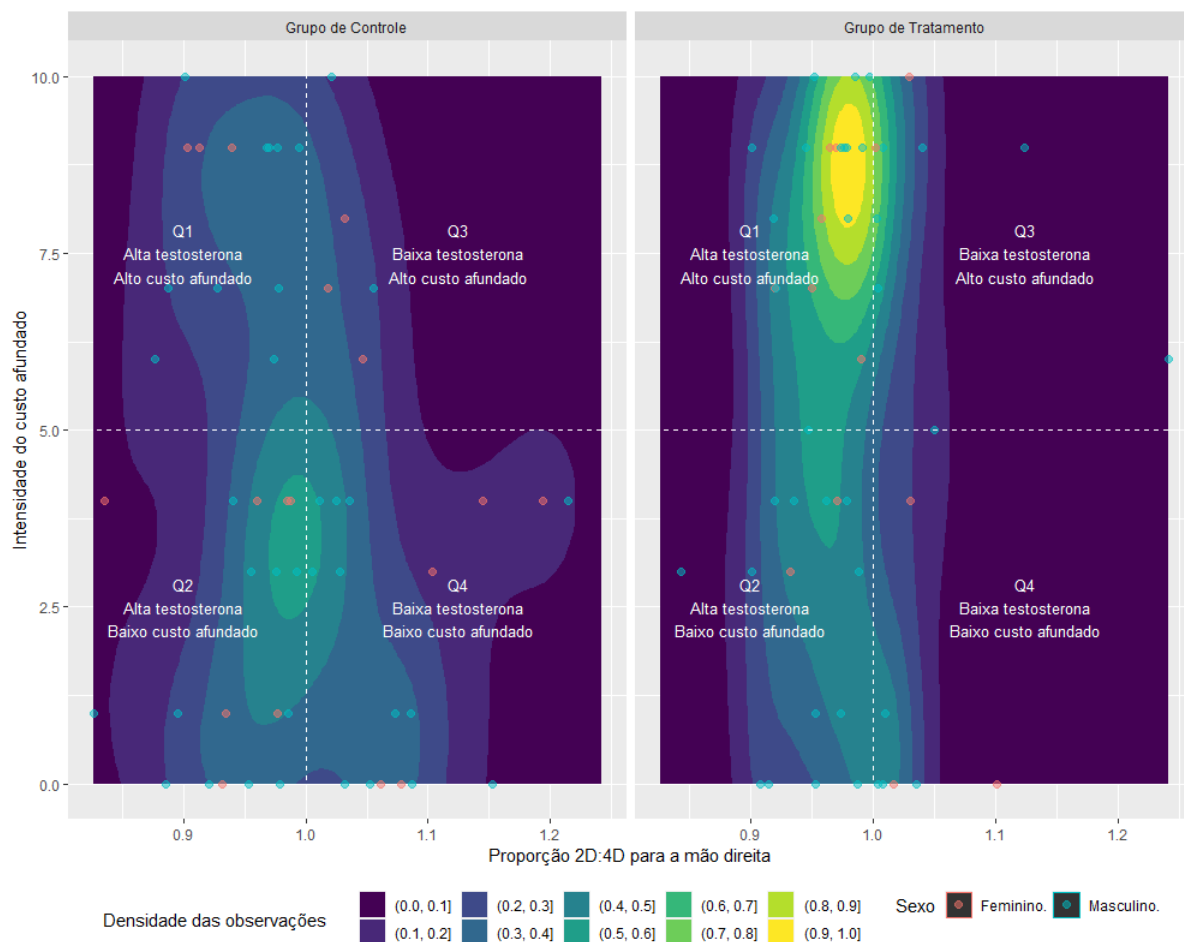 Grupo de Controle
Grupo de Tratamento
10.0
7.5
5.0
2.5
0.0
Intensidade do custo afundado
Q1
Alta testosterona
Alto custo afundado
Q3
Baixa testosterona
Alto custo afundado
Q2
Alta testosterona
Baixo custo afundado
Q4
Baixa testosterona
Baixo custo afundado
Q1
Alta testosterona
Alto custo afundado
Q3
Baixa testosterona
Alto custo afundado
Q2
Alta testosterona
Baixo custo afundado
Q4
Baixa testosterona
Baixo custo afundado
0.9 1.0 1.1 1.2
0.9 1.0 1.1 1.2
Proporção 2D:4D para a mão direita
Densidade das observações
(0.0, 0.1] (0.2, 0.3] (0.4, 0.5] (0.6, 0.7] (0.8, 0.9]
(0.1, 0.2] (0.3, 0.4] (0.5, 0.6] (0.7, 0.8] (0.9, 1.0]
Sexo Feminino. Masculino.